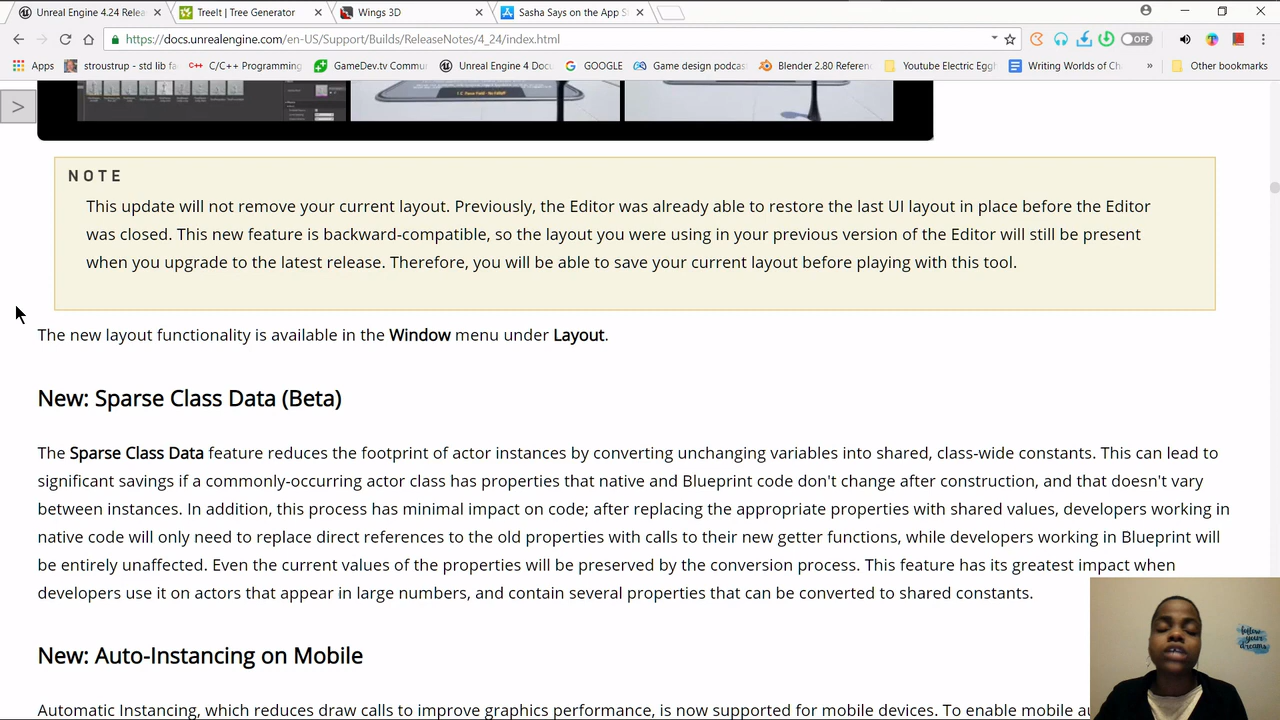 Unreal Engine 4.24 Relea
TreeIt | Tree Generator
Wings 3D
Sasha Says on the App S
https://docs.unrealengine.com/en-US/Support/Builds/ReleaseNotes/4_24/index.html
OFF
Apps
stroustrup - std lib fa
C/C++ Programming
GameDev.tv Commu
Unreal Engine 4 Docu
GOOGLE
Game design podcas
Blender 2.80 Referen
Youtube Electric Eggl
Writing Worlds of Ch
»
Other bookmarks
>
NOTE
This update will not remove your current layout. Previously, the Editor was already able to restore the last UI layout in place before the Editor
was closed. This new feature is backward-compatible, so the layout you were using in your previous version of the Editor will still be present
when you upgrade to the latest release. Therefore, you will be able to save your current layout before playing with this tool.
The new layout functionality is available in the Window menu under Layout.
New: Sparse Class Data (Beta)
The Sparse Class Data feature reduces the footprint of actor instances by converting unchanging variables into shared, class-wide constants. This can lead to
significant savings if a commonly-occurring actor class has properties that native and Blueprint code don't change after construction, and that doesn't vary
between instances. In addition, this process has minimal impact on code; after replacing the appropriate properties with shared values, developers working in
native code will only need to replace direct references to the old properties with calls to their new getter functions, while developers working in Blueprint will
be entirely unaffected. Even the current values of the properties will be preserved by the conversion process. This feature has its greatest impact when
developers use it on actors that appear in large numbers, and contain several properties that can be converted to shared constants.
follow
your
dreams
New: Auto-Instancing on Mobile
Automatic Instancing, which reduces draw calls to improve graphics performance, is now supported for mobile devices. To enable mobile au